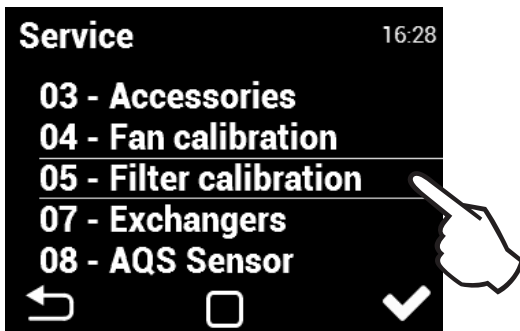 Service 16:28
03 - Accessories
04 - Fan calibration
05 - Filter calibration
07 - Exchangers
08 - AQS Sensor